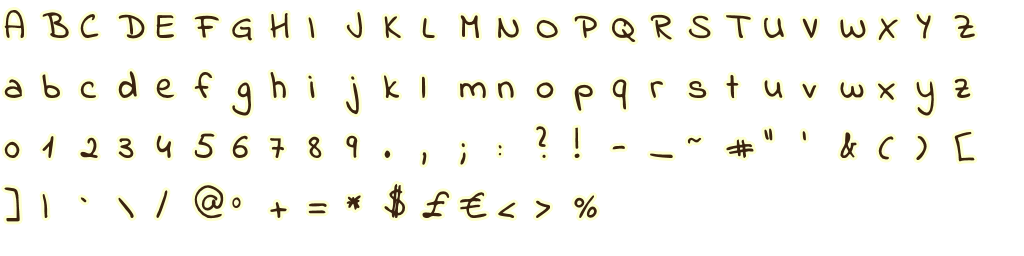 A B C D E F G H I J K L M N O P Q R S T U V W X Y Z
a b c d e f g h i j k l m n o p q r s t u v w x y z
0 1 2 3 4 5 6 7 8 9 . , ; : ? ! - _ ~ # " ' & ( ) [
] | ` \ / @ ° + = * $ £ € < > %